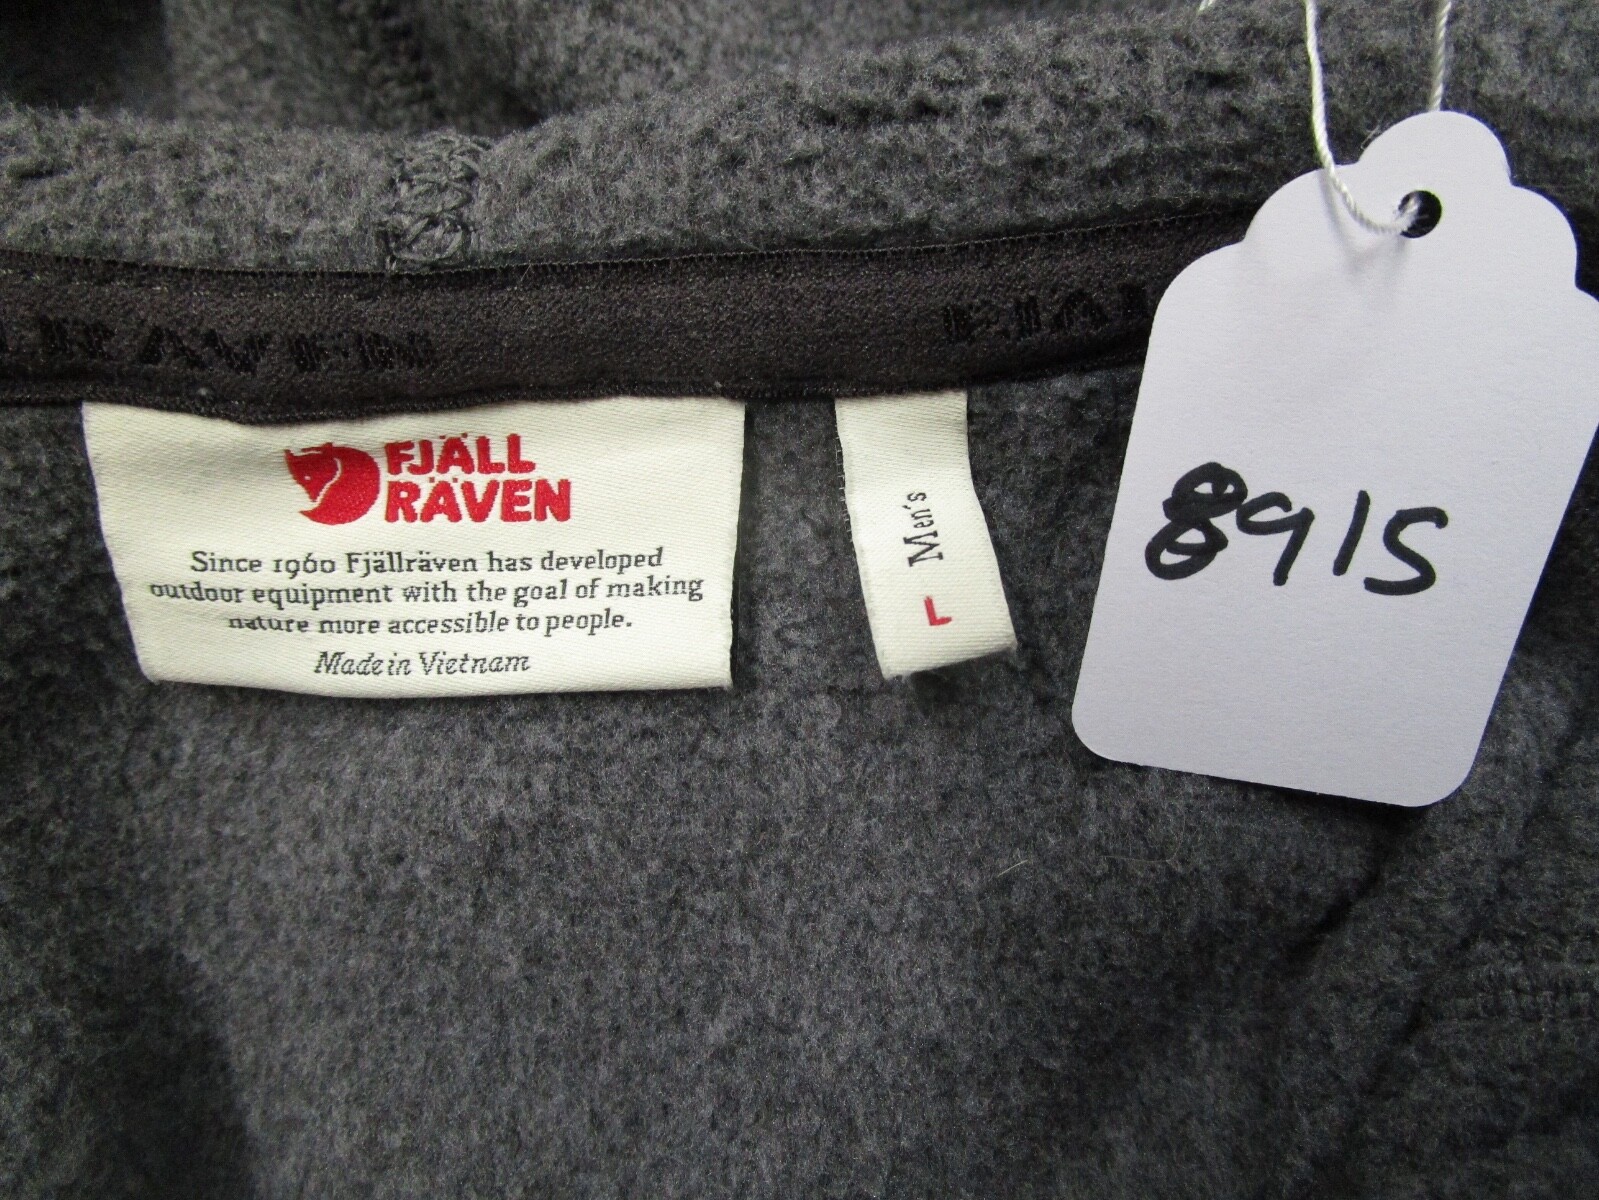 FJÄLL
RÄVEN
Since 1960 Fjällräven has developed
outdoor equipment with the goal of making
nature more accessible to people.
Made in Vietnam
Men's
L
8915